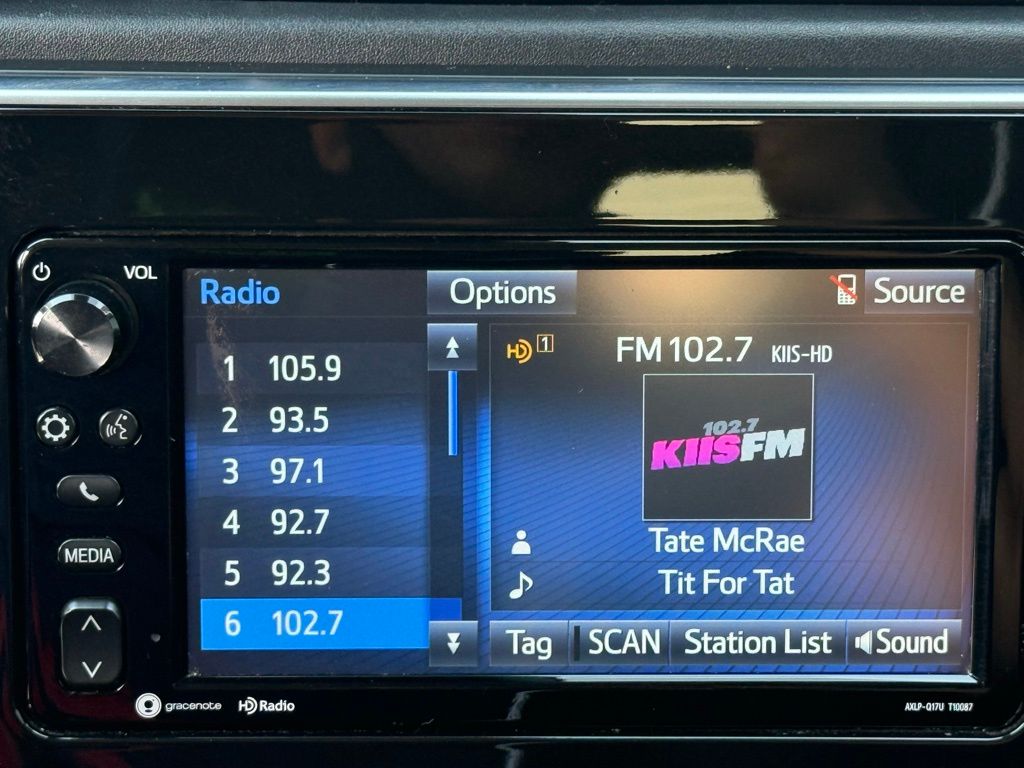 VOL
Radio
Options
Source
1 105.9
2 93.5
3 97.1
4 92.7
5 92.3
6 102.7
HD 1
FM 102.7 KIIS-HD
102.7
KIISFM
Tate McRae
Tit For Tat
MEDIA
Tag
SCAN
Station List
Sound
gracenote
HD Radio
AXLP-Q17U T10087